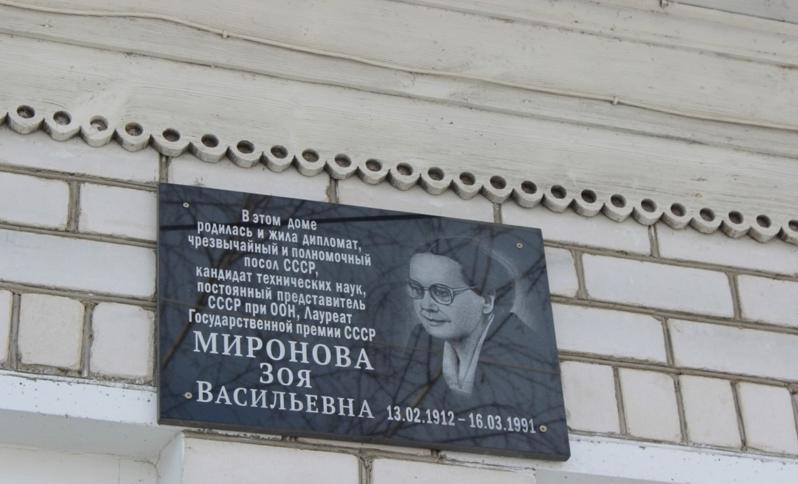 В этом доме
родилась и жила дипломат,
чрезвычайный и полномочный
посол СССР,
кандидат технических наук,
постоянный представитель
СССР при ООН, Лауреат
Государственной премии СССР
МИРОНОВА
ЗОЯ
ВАСИЛЬЕВНА
13.02.1912 – 16.03.1991